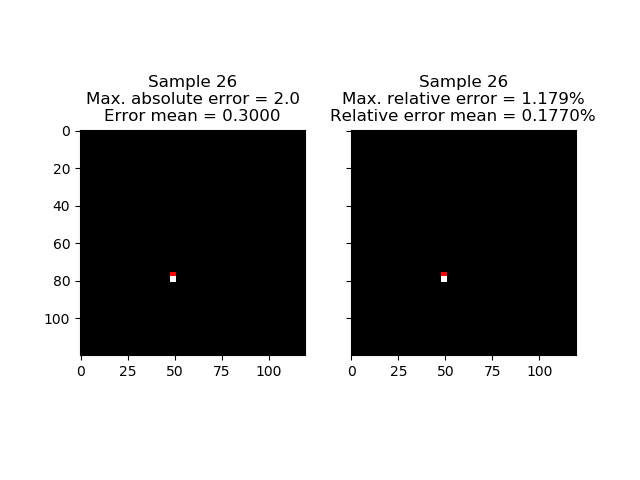 Sample 26
Max. absolute error = 2.0
Error mean = 0.3000
Sample 26
Max. relative error = 1.179%
Relative error mean = 0.1770%
0
20
40
60
80
100
0 25 50 75 100
0 25 50 75 100